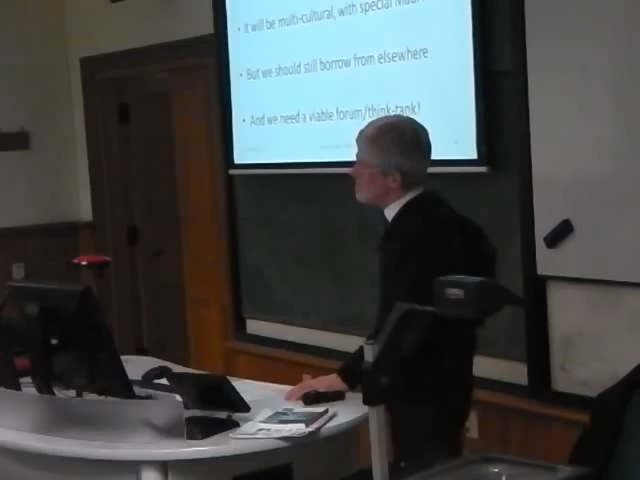 • It will be multi-cultural, with special
• But we should still borrow from elsewhere
• And we need a viable forum/think-tank!